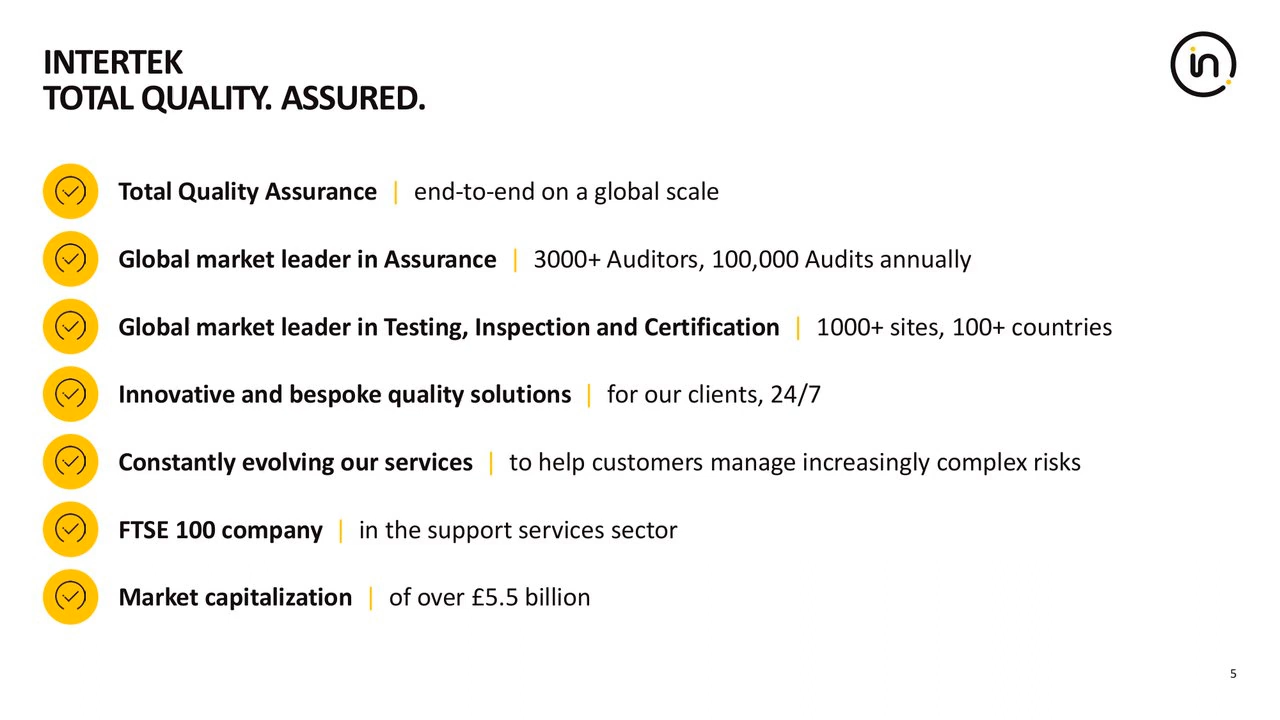 INTERTEK
TOTAL QUALITY. ASSURED.
in
Total Quality Assurance | end-to-end on a global scale
Global market leader in Assurance | 3000+ Auditors, 100,000 Audits annually
Global market leader in Testing, Inspection and Certification | 1000+ sites, 100+ countries
Innovative and bespoke quality solutions | for our clients, 24/7
Constantly evolving our services | to help customers manage increasingly complex risks
FTSE 100 company | in the support services sector
Market capitalization | of over £5.5 billion
5